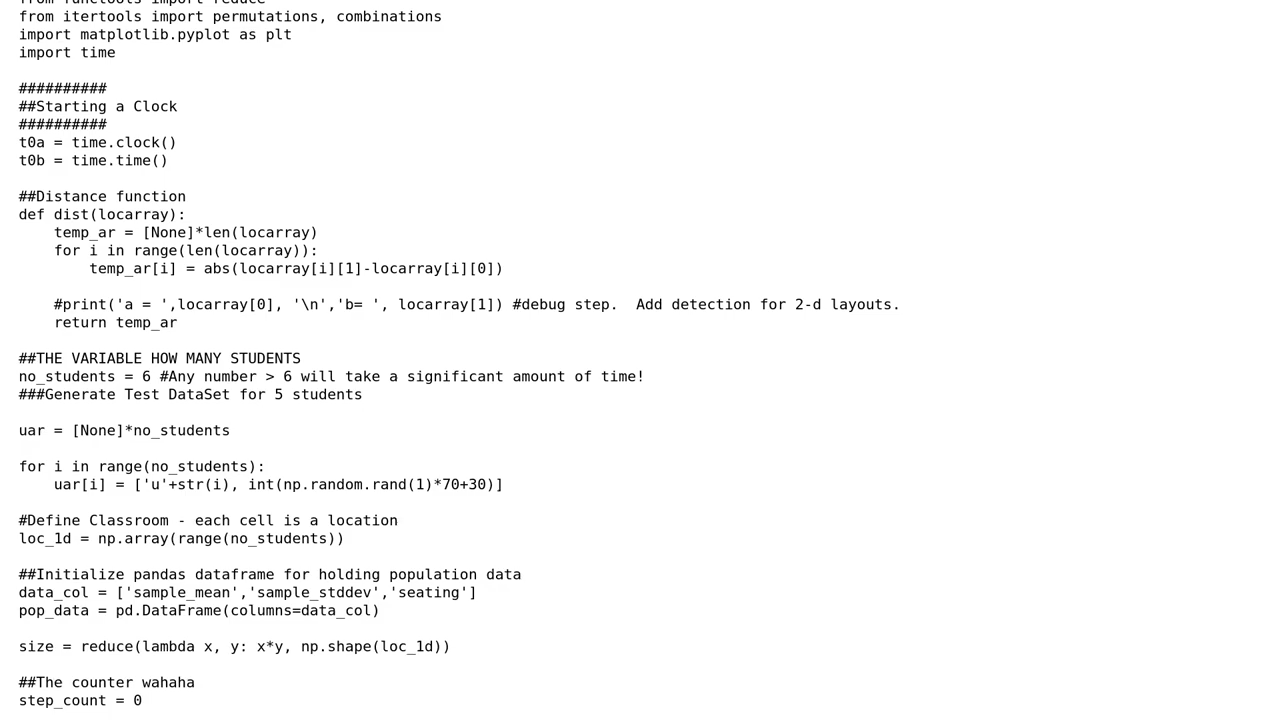 from functools import reduce
from itertools import permutations, combinations
import matplotlib.pyplot as plt
import time
##########
##Starting a Clock
##########
t0a = time.clock()
t0b = time.time()
##Distance function
def dist(locarray):
    temp_ar = [None]*len(locarray)
    for i in range(len(locarray)):
        temp_ar[i] = abs(locarray[i][1]-locarray[i][0])
    #print('a = ',locarray[0], '\n','b= ', locarray[1]) #debug step.  Add detection for 2-d layouts.
    return temp_ar
##THE VARIABLE HOW MANY STUDENTS
no_students = 6 #Any number > 6 will take a significant amount of time!
###Generate Test DataSet for 5 students
uar = [None]*no_students
for i in range(no_students):
    uar[i] = ['u'+str(i), int(np.random.rand(1)*70+30)]
#Define Classroom - each cell is a location
loc_1d = np.array(range(no_students))
##Initialize pandas dataframe for holding population data
data_col = ['sample_mean','sample_stddev','seating']
pop_data = pd.DataFrame(columns=data_col)
size = reduce(lambda x, y: x*y, np.shape(loc_1d))
##The counter wahaha
step_count = 0